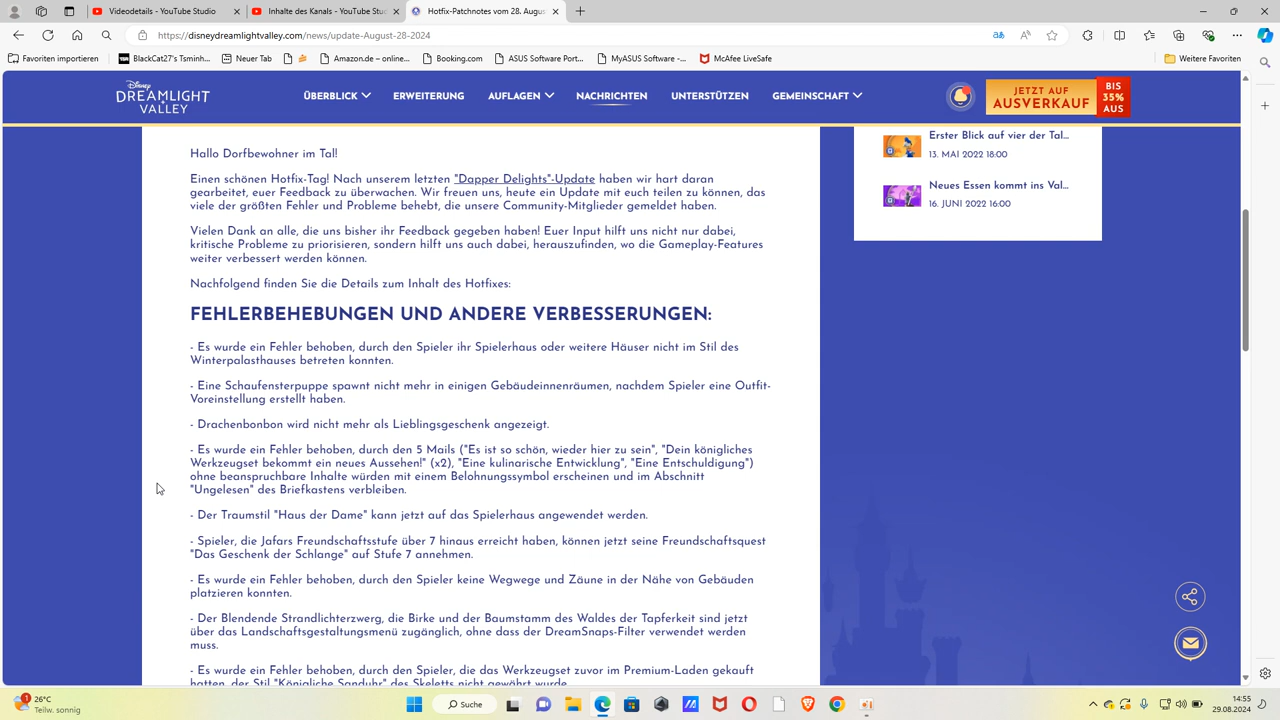 Videodetails - YouTube Studio
Inhalte des Kanals - YouTube Stu
Hotfix-Patchnotes vom 28. Augus
https://disneydreamlightvalley.com/news/update-August-28-2024
Favoriten importieren
BlackCat27's Tsminh...
Neuer Tab
Amazon.de – online...
Booking.com
ASUS Software Port...
MyASUS Software -...
McAfee LiveSafe
Weitere Favoriten
Disney
DREAMLIGHT
VALLEY
ÜBERBLICK
ERWEITERUNG
AUFLAGEN
NACHRICHTEN
UNTERSTÜTZEN
GEMEINSCHAFT
JETZT AUF
AUSVERKAUF
BIS
35%
AUS
Hallo Dorfbewohner im Tal!
Einen schönen Hotfix-Tag! Nach unserem letzten "Dapper Delights"-Update haben wir hart daran
gearbeitet, euer Feedback zu überwachen. Wir freuen uns, heute ein Update mit euch teilen zu können, das
viele der größten Fehler und Probleme behebt, die unsere Community-Mitglieder gemeldet haben.
Vielen Dank an alle, die uns bisher ihr Feedback gegeben haben! Euer Input hilft uns nicht nur dabei,
kritische Probleme zu priorisieren, sondern hilft uns auch dabei, herauszufinden, wo die Gameplay-Features
weiter verbessert werden können.
Nachfolgend finden Sie die Details zum Inhalt des Hotfixes:
FEHLERBEHEBUNGEN UND ANDERE VERBESSERUNGEN:
- Es wurde ein Fehler behoben, durch den Spieler ihr Spielerhaus oder weitere Häuser nicht im Stil des
Winterpalasthauses betreten konnten.
- Eine Schaufensterpuppe spawnt nicht mehr in einigen Gebäudeinnenräumen, nachdem Spieler eine Outfit-
Voreinstellung erstellt haben.
- Drachenbonbon wird nicht mehr als Lieblingsgeschenk angezeigt.
- Es wurde ein Fehler behoben, durch den 5 Mails ("Es ist so schön, wieder hier zu sein", "Dein königliches
Werkzeugset bekommt ein neues Aussehen!" (x2), "Eine kulinarische Entwicklung", "Eine Entschuldigung")
ohne beanspruchbare Inhalte würden mit einem Belohnungssymbol erscheinen und im Abschnitt
"Ungelesen" des Briefkastens verbleiben.
- Der Traumstil "Haus der Dame" kann jetzt auf das Spielerhaus angewendet werden.
- Spieler, die Jafars Freundschaftsstufe über 7 hinaus erreicht haben, können jetzt seine Freundschaftsquest
"Das Geschenk der Schlange" auf Stufe 7 annehmen.
- Es wurde ein Fehler behoben, durch den Spieler keine Wegwege und Zäune in der Nähe von Gebäuden
platzieren konnten.
- Der Blendende Strandlichterzwerg, die Birke und der Baumstamm des Waldes der Tapferkeit sind jetzt
über das Landschaftsgestaltungsmenü zugänglich, ohne dass der DreamSnaps-Filter verwendet werden
muss.
- Es wurde ein Fehler behoben, durch den Spieler, die das Werkzeugset zuvor im Premium-Laden gekauft
hatten, der Stil "Königliche Sanduhr" des Skeletts nicht gewährt wurde.
Erster Blick auf vier der Tal...
13. MAI 2022 18:00
Neues Essen kommt ins Val...
16. JUNI 2022 16:00
26°C
Teilw. sonnig
Suche
14:55
29.08.2024